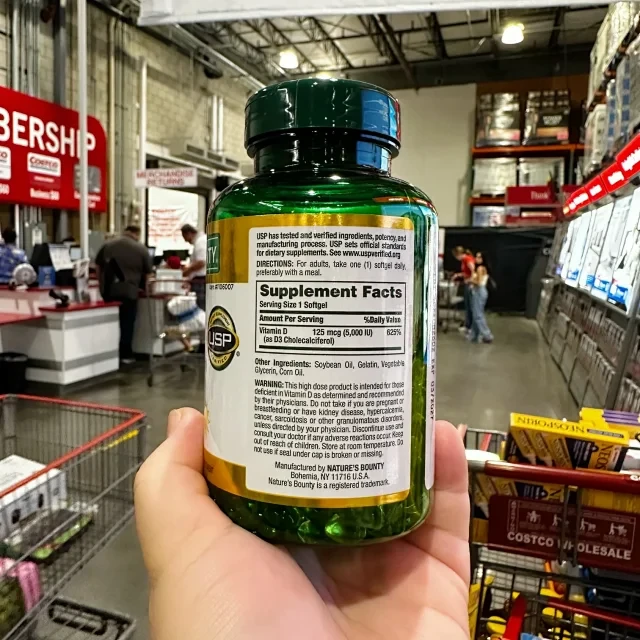 BERSHIP
COSTCO
MERCHANDISE
RETURNS
USP has tested and verified ingredients, potency, and
manufacturing process. USP sets official standards
for dietary supplements. See www.uspverified.org
DIRECTIONS: For adults, take one (1) softgel daily,
preferably with a meal.
Supplement Facts
Serving Size 1 Softgel
Amount Per Serving %Daily Value
Vitamin D 125 mcg (5,000 IU) 625%
(as D3 Cholecalciferol)
Other Ingredients: Soybean Oil, Gelatin, Vegetable
Glycerin, Corn Oil.
WARNING: This high dose product is intended for those
deficient in Vitamin D as determined and recommended
by their physicians. Do not take if you are pregnant or
breastfeeding or have kidney disease, hypercalcemia,
cancer, sarcoidosis or other granulomatous disorders,
unless directed by your physician. Discontinue use and
consult your doctor if any adverse reactions occur. Keep
out of reach of children. Store at room temperature. Do
not use if seal under cap is broken or missing.
Manufactured by NATURE'S BOUNTY
Bohemia, NY 11716 U.S.A.
Nature's Bounty is a registered trademark.
USP
NEOSPORIN
COSTCO WHOLESALE